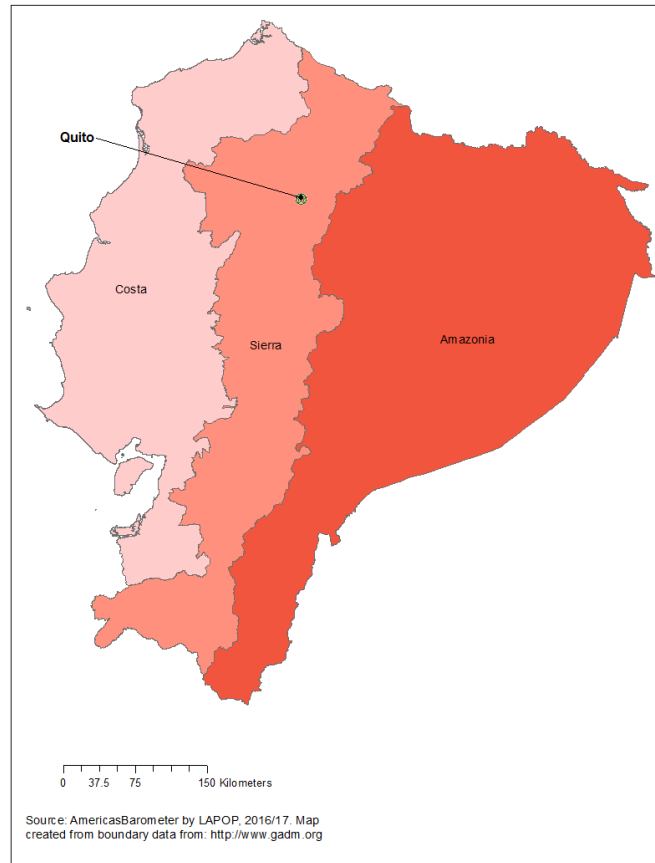 Quito
Costa
Sierra
Amazonia
0 37.5 75 150 Kilometers
Source: AmericasBarometer by LAPOP, 2016/17. Map
created from boundary data from: http://www.gadm.org